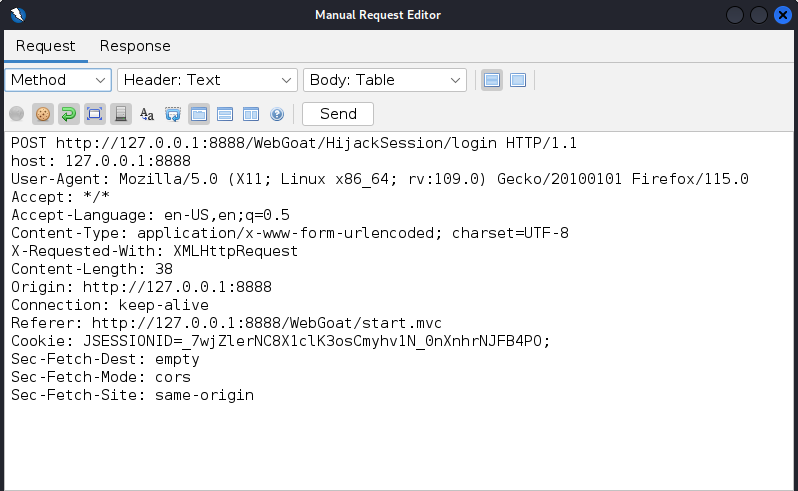 Manual Request Editor
Request Response
Method Header: Text Body: Table
Aa Send
POST http://127.0.0.1:8888/WebGoat/HijackSession/login HTTP/1.1
host: 127.0.0.1:8888
User-Agent: Mozilla/5.0 (X11; Linux x86_64; rv:109.0) Gecko/20100101 Firefox/115.0
Accept: */*
Accept-Language: en-US,en;q=0.5
Content-Type: application/x-www-form-urlencoded; charset=UTF-8
X-Requested-With: XMLHttpRequest
Content-Length: 38
Origin: http://127.0.0.1:8888
Connection: keep-alive
Referer: http://127.0.0.1:8888/WebGoat/start.mvc
Cookie: JSESSIONID=_7wjZlerNC8X1clK3osCmyhv1N_0nXnhrNJFB4PO;
Sec-Fetch-Dest: empty
Sec-Fetch-Mode: cors
Sec-Fetch-Site: same-origin